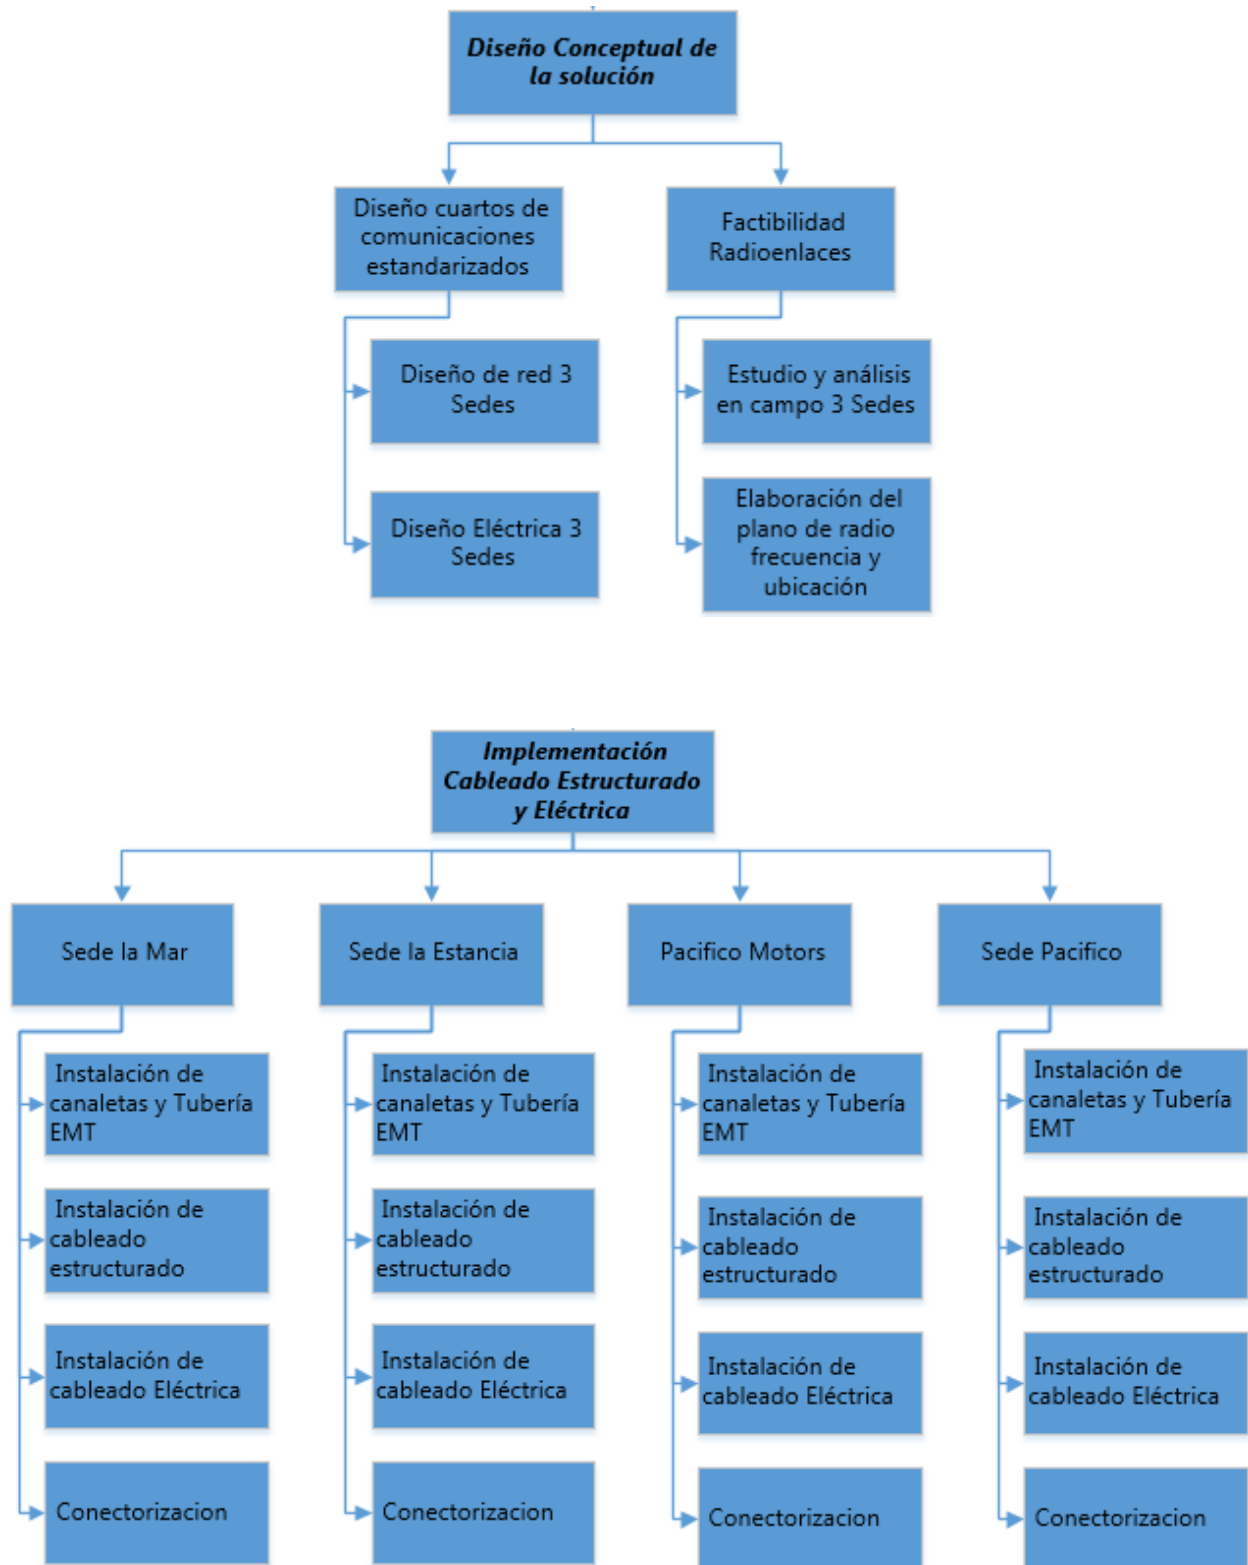 Diseño Conceptual de
la solución
Diseño cuartos de
comunicaciones
estandarizados
Factibilidad
Radioenlaces
Diseño de red 3
Sedes
Estudio y análisis
en campo 3 Sedes
Diseño Eléctrica 3
Sedes
Elaboración del
plano de radio
frecuencia y
ubicación
Implementación
Cableado Estructurado
y Eléctrica
Sede la Mar
Sede la Estancia
Pacifico Motors
Sede Pacifico
Instalación de
canaletas y Tubería
EMT
Instalación de
cableado
estructurado
Instalación de
cableado Eléctrica
Conectorizacion
Instalación de
canaletas y Tubería
EMT
Instalación de
cableado
estructurado
Instalación de
cableado Eléctrica
Conectorizacion
Instalación de
canaletas y Tubería
EMT
Instalación de
cableado
estructurado
Instalación de
cableado Eléctrica
Conectorizacion
Instalación de
canaletas y Tubería
EMT
Instalación de
cableado
estructurado
Instalación de
cableado Eléctrica
Conectorizacion